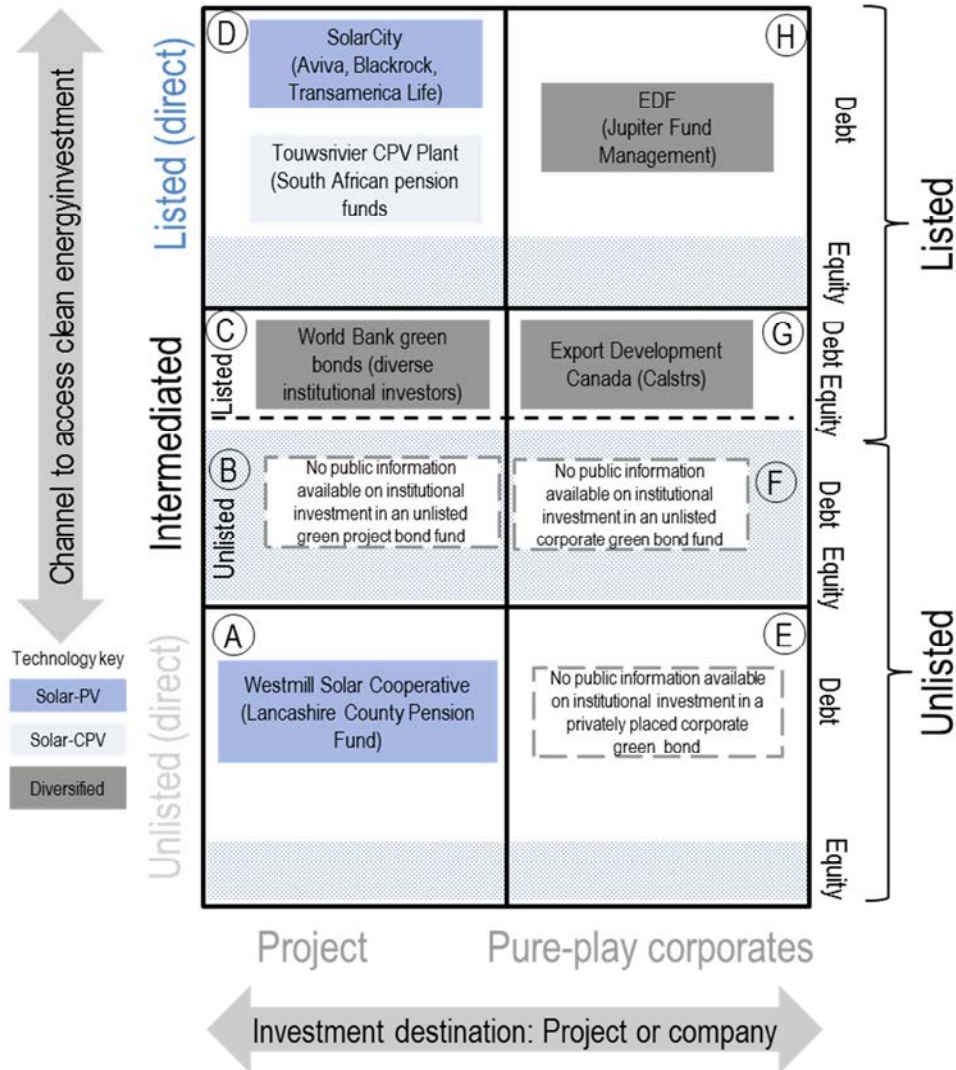 Channel to access clean energyinvestment
Technology key
Solar-PV
Solar-CPV
Diversified
Listed (direct)
Intermediated
Listed
Unlisted
Unlisted (direct)
D
SolarCity
(Aviva, Blackrock,
Transamerica Life)
Touwsrivier CPV Plant
(South African pension
funds
H
EDF
(Jupiter Fund
Management)
Debt
Equity
C
World Bank green
bonds (diverse
institutional investors)
G
Export Development
Canada (Calstrs)
Debt
Equity
B
No public information
available on institutional
investment in an unlisted
green project bond fund
F
No public information
available on institutional
investment in an unlisted
corporate green bond fund
Debt
Equity
A
Westmill Solar Cooperative
(Lancashire County Pension
Fund)
E
No public information available
on institutional investment in a
privately placed corporate
green bond
Debt
Equity
Listed
Unlisted
Project
Pure-play corporates
Investment destination: Project or company